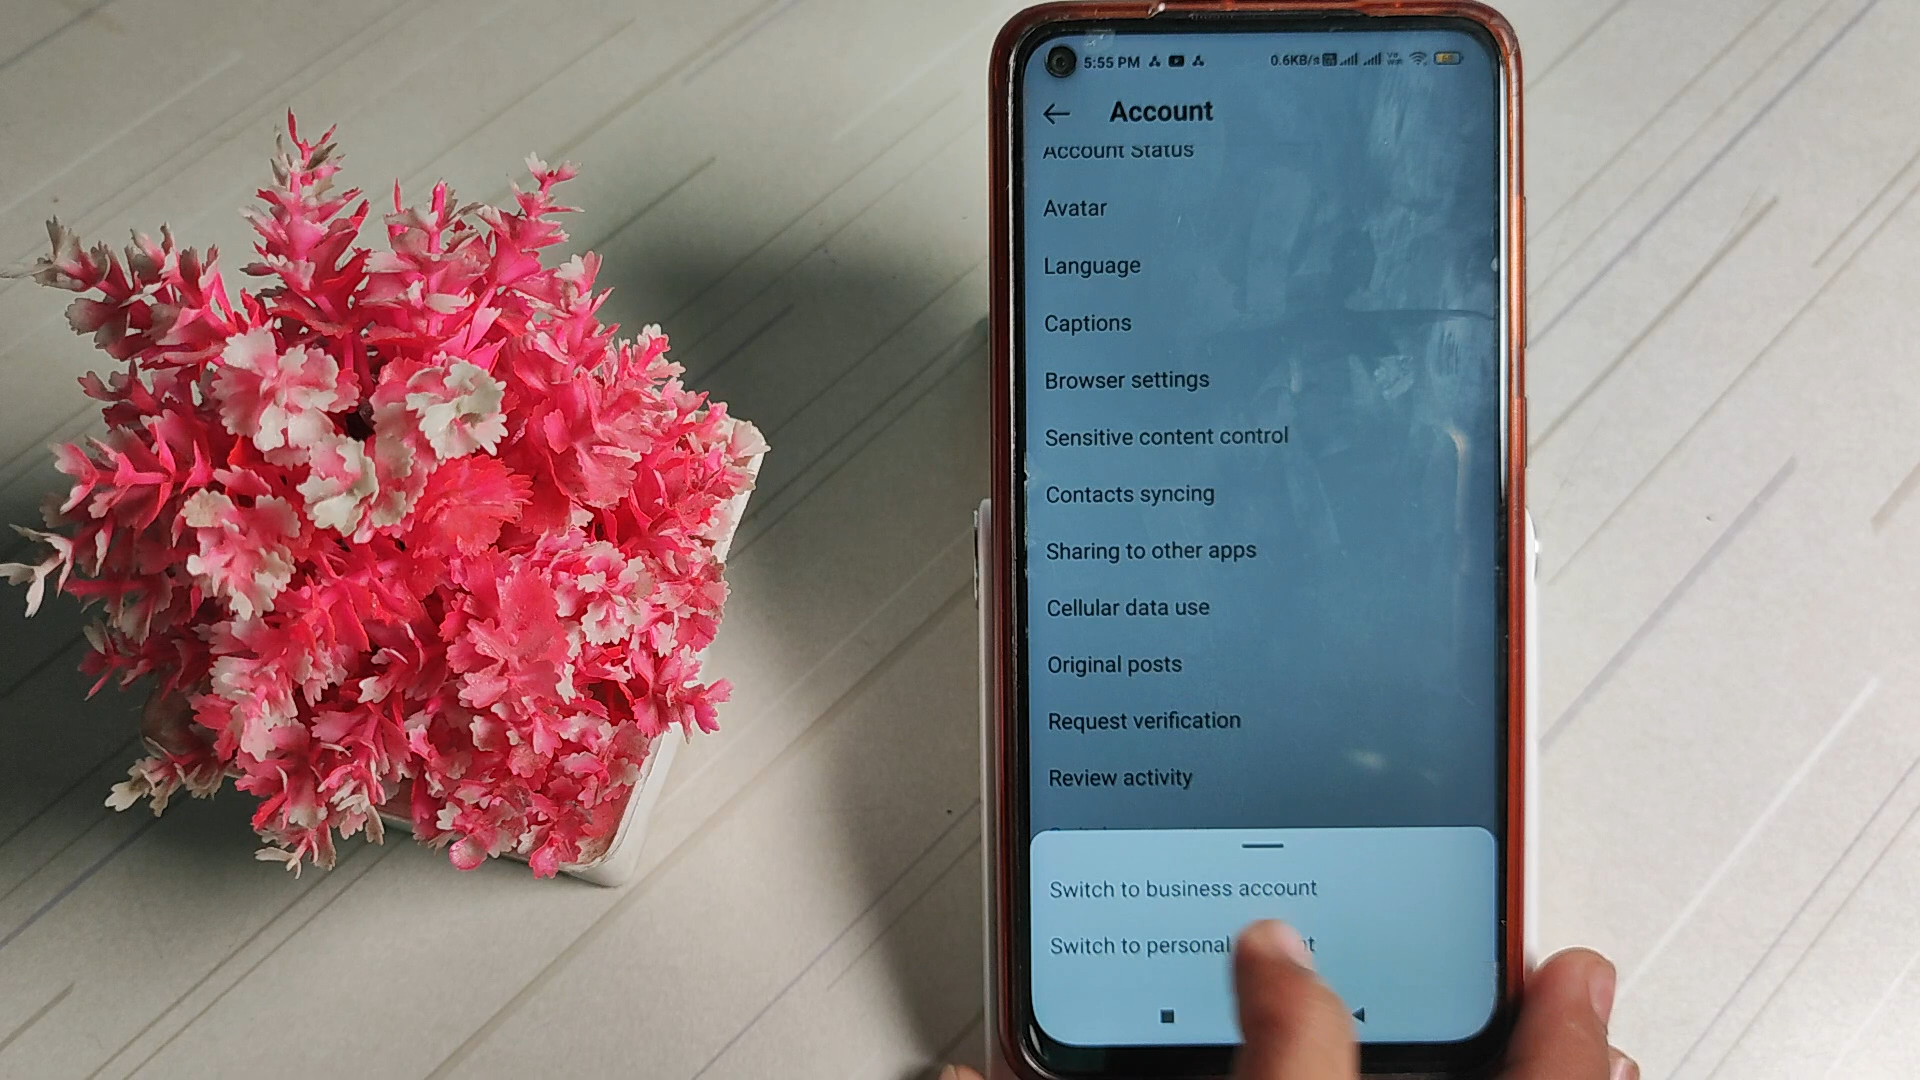 5:55 PM 0.6KB/s
Account
Account Status
Avatar
Language
Captions
Browser settings
Sensitive content control
Contacts syncing
Sharing to other apps
Cellular data use
Original posts
Request verification
Review activity
Switch to business account
Switch to personal